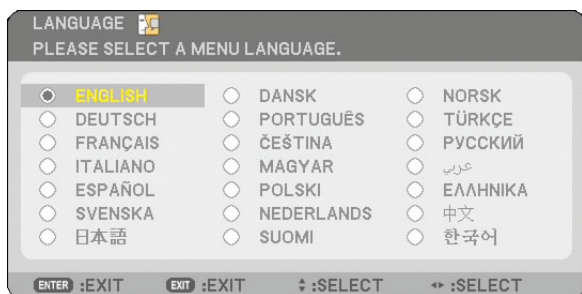 LANGUAGE
PLEASE SELECT A MENU LANGUAGE.
ENGLISH DANSK NORSK
DEUTSCH PORTUGUÊS TÜRKÇE
FRANÇAIS ČEŠTINA РУССКИЙ
ITALIANO MAGYAR عربي
ESPAÑOL POLSKI ΕΛΛΗΝΙΚΑ
SVENSKA NEDERLANDS 中文
日本語 SUOMI 한국어
ENTER :EXIT EXIT :EXIT :SELECT :SELECT